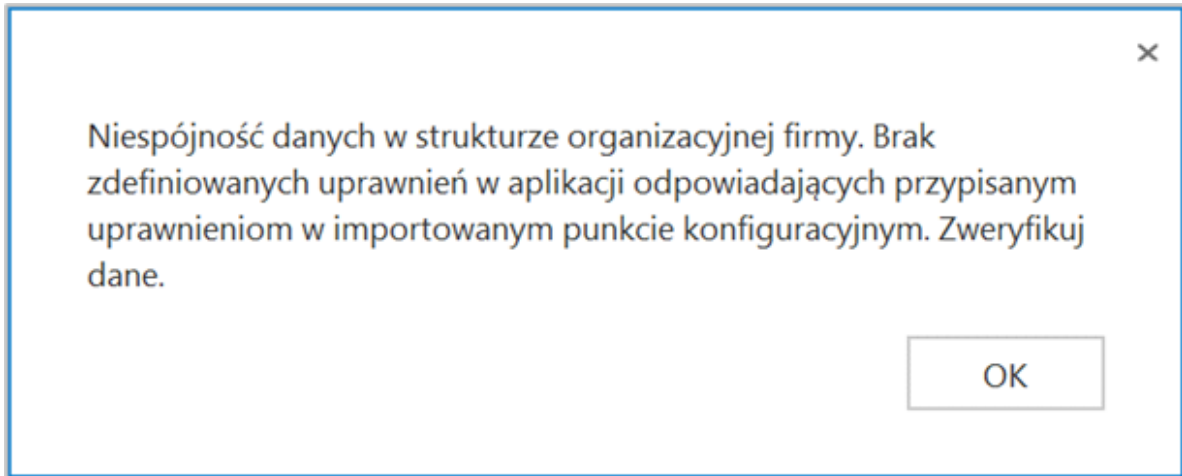 Niespójność danych w strukturze organizacyjnej firmy. Brak
zdefiniowanych uprawnień w aplikacji odpowiadających przypisanym
uprawnieniom w importowanym punkcie konfiguracyjnym. Zweryfikuj
dane.
OK